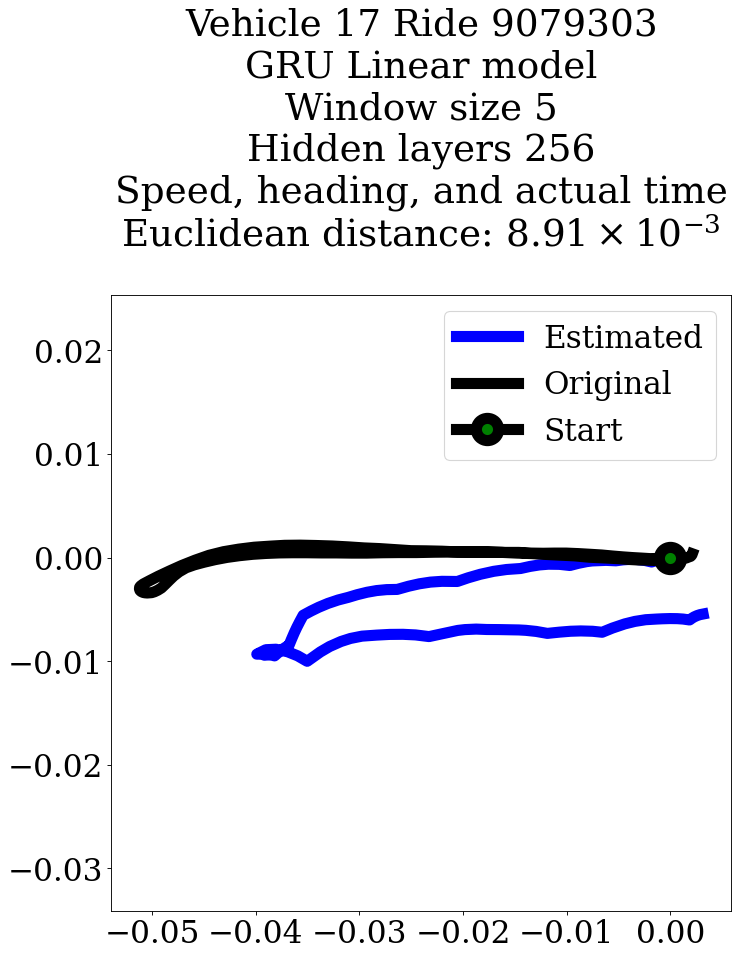 Vehicle 17 Ride 9079303
GRU Linear model
Window size 5
Hidden layers 256
Speed, heading, and actual time
Euclidean distance: 8.91 × 10⁻³
Estimated
Original
Start
0.02
0.01
0.00
−0.01
−0.02
−0.03
−0.05 −0.04 −0.03 −0.02 −0.01 0.00